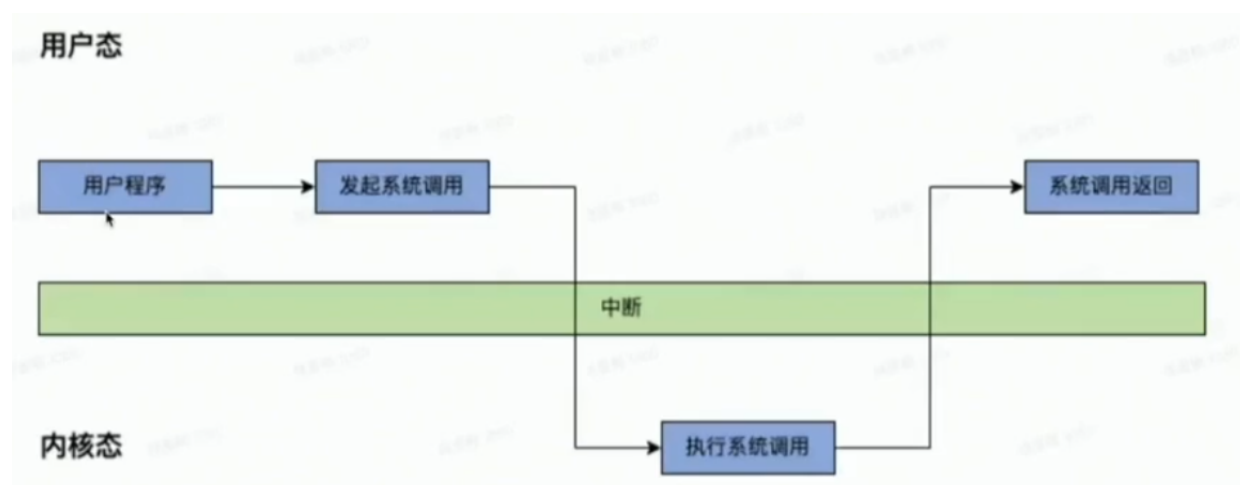 用户态
用户程序
发起系统调用
系统调用返回
中断
内核态
执行系统调用